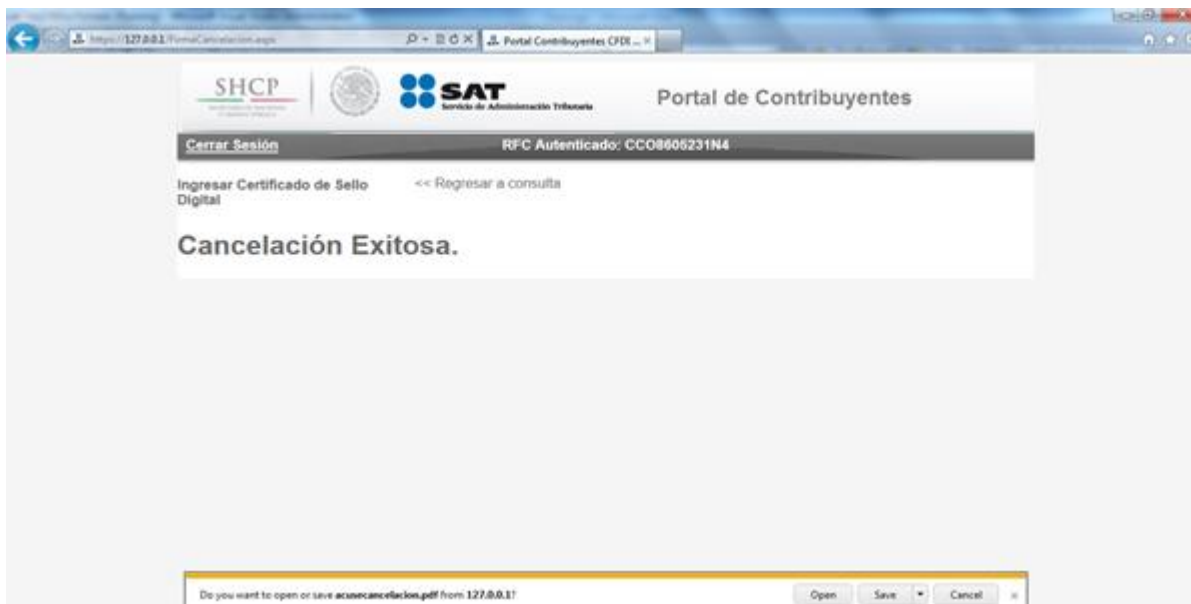 https://127.0.0.1/FirmaCancelacion.aspx
Portal Contribuyentes CFDI ...
SHCP
SAT
Servicio de Administración Tributaria
Portal de Contribuyentes
Cerrar Sesión
RFC Autenticado: CCO8605231N4
Ingresar Certificado de Sello
Digital
<< Regresar a consulta
Cancelación Exitosa.
Do you want to open or save acusecancelacion.pdf from 127.0.0.1?
Open
Save
Cancel